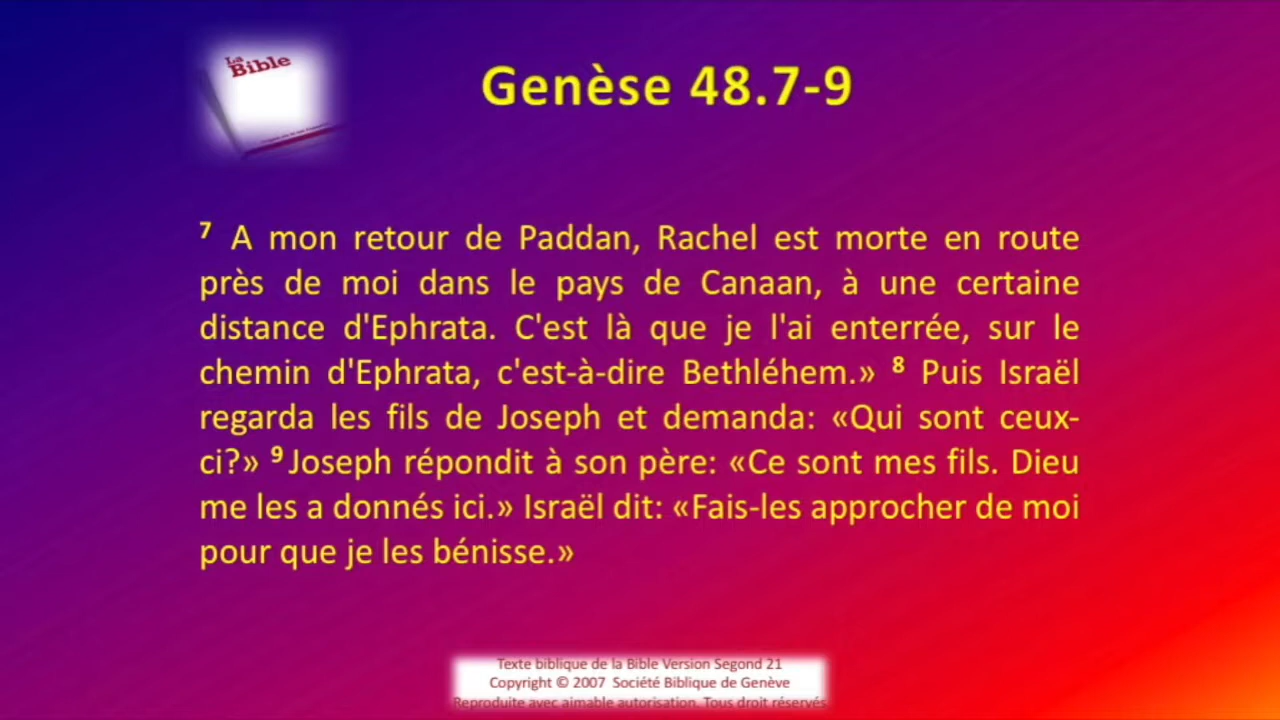 La
Bible
Genèse 48.7-9
7 A mon retour de Paddan, Rachel est morte en route
près de moi dans le pays de Canaan, à une certaine
distance d'Ephrata. C'est là que je l'ai enterrée, sur le
chemin d'Ephrata, c'est-à-dire Bethléhem.» 8 Puis Israël
regarda les fils de Joseph et demanda: «Qui sont ceux-
ci?» 9 Joseph répondit à son père: «Ce sont mes fils. Dieu
me les a donnés ici.» Israël dit: «Fais-les approcher de moi
pour que je les bénisse.»
Texte biblique de la Bible Version Segond 21
Copyright © 2007 Société Biblique de Genève
Reproduite avec aimable autorisation. Tous droit réservés